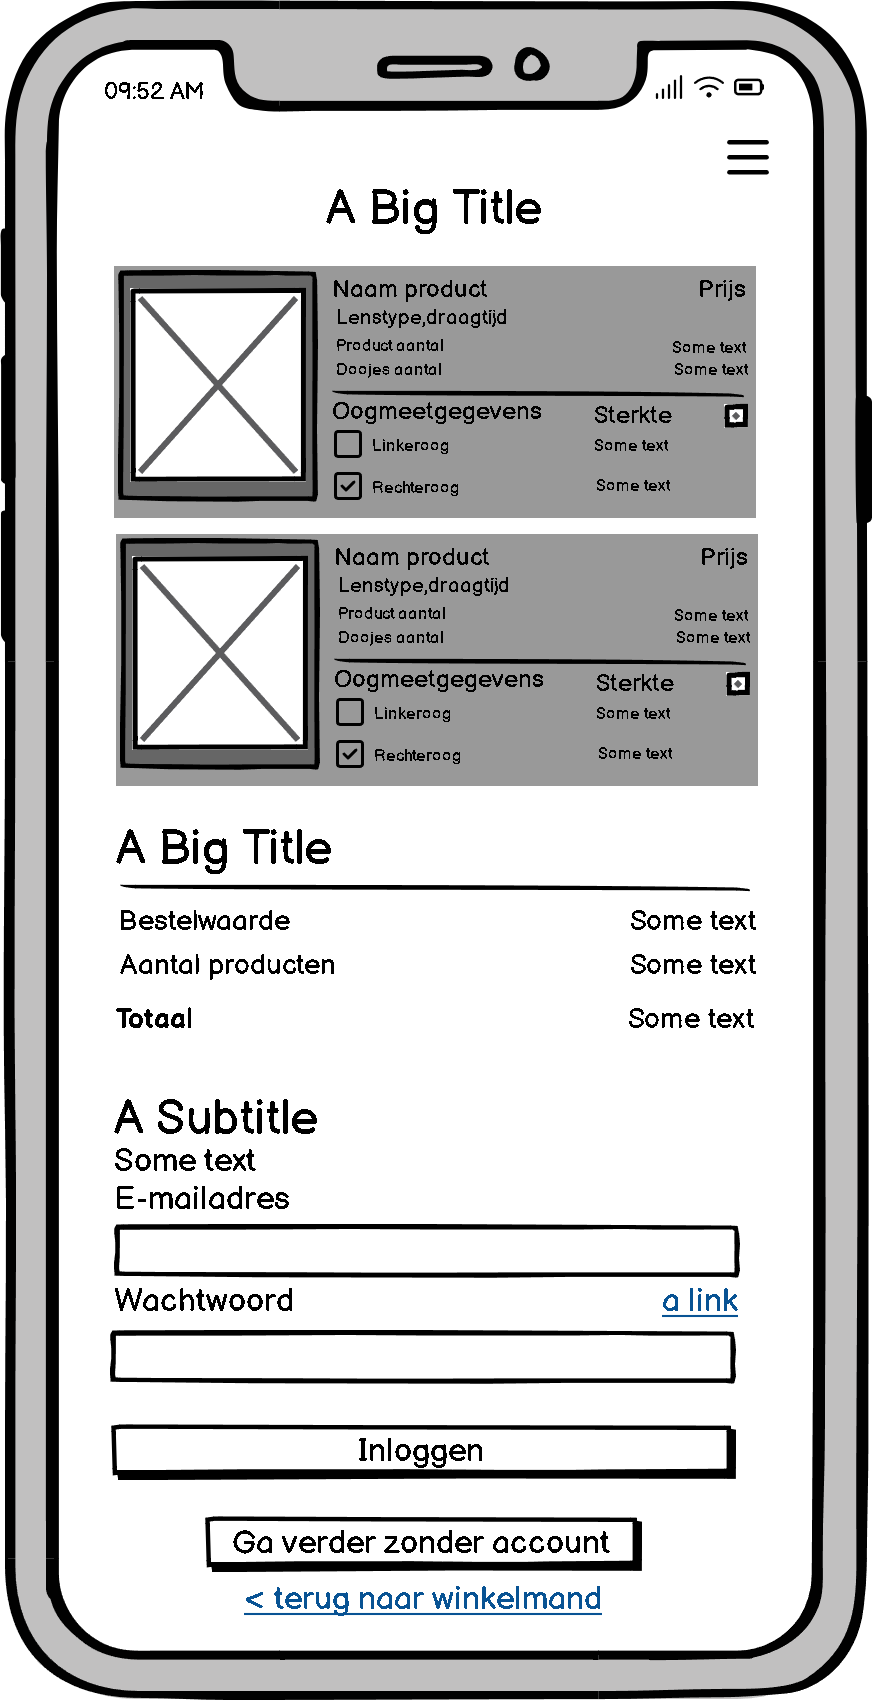 09:52 AM
A Big Title
Naam product Prijs
Lenstype,draagtijd
Product aantal Some text
Doojes aantal Some text
Oogmeetgegevens Sterkte
Linkeroog Some text
Rechteroog Some text
Naam product Prijs
Lenstype,draagtijd
Product aantal Some text
Doojes aantal Some text
Oogmeetgegevens Sterkte
Linkeroog Some text
Rechteroog Some text
A Big Title
Bestelwaarde Some text
Aantal producten Some text
Totaal Some text
A Subtitle
Some text
E-mailadres
Wachtwoord a link
Inloggen
Ga verder zonder account
< terug naar winkelmand